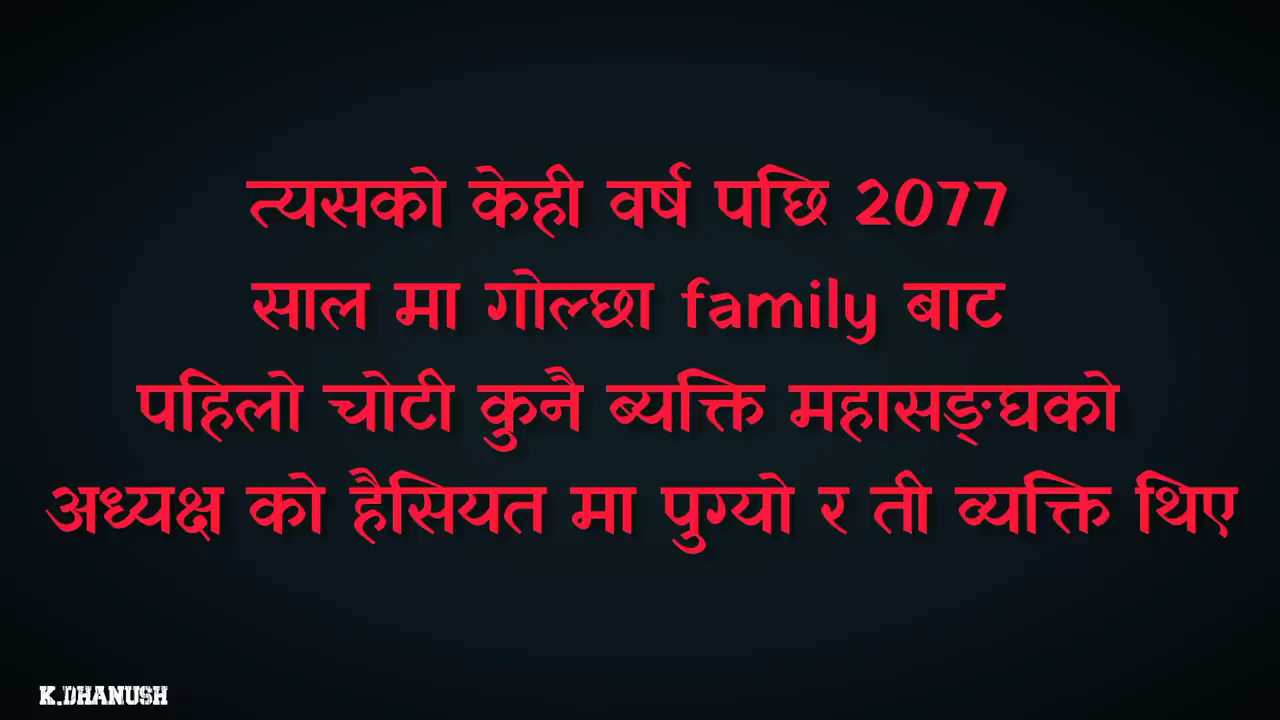 त्यसको केही वर्ष पछि 2077
साल मा गोल्छा family बाट
पहिलो चोटी कुनै ब्यक्ति महासङ्घको
अध्यक्ष को हैसियत मा पुग्यो र ती व्यक्ति थिए
K.DHANUSH